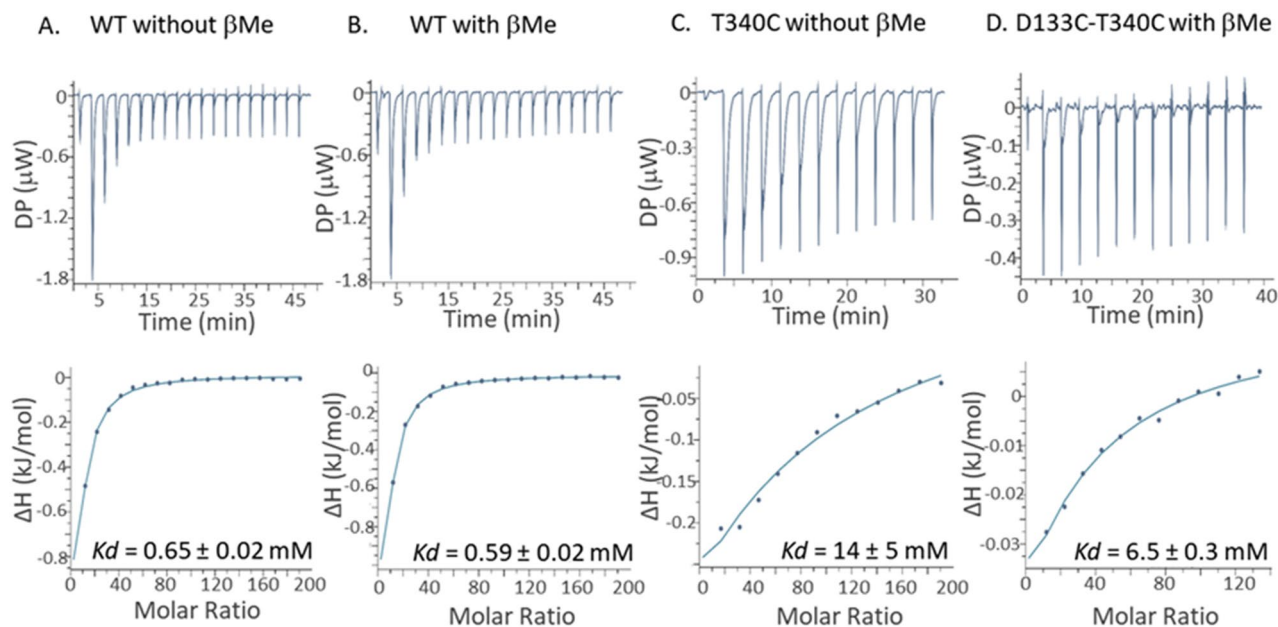 A. WT without βMe
B. WT with βMe
C. T340C without βMe
D. D133C-T340C with βMe
DP (μW)
0
-0.6
-1.2
-1.8
5 15 25 35 45
Time (min)
DP (μW)
0
-0.6
-1.2
-1.8
5 15 25 35 45
Time (min)
DP (μW)
0
-0.3
-0.6
-0.9
0 10 20 30
Time (min)
DP (μW)
0
-0.1
-0.2
-0.3
-0.4
0 10 20 30 40
Time (min)
ΔH (kJ/mol)
0
-0.2
-0.4
-0.6
-0.8
Kd = 0.65 ± 0.02 mM
0 40 80 120 160 200
Molar Ratio
ΔH (kJ/mol)
0
-0.2
-0.4
-0.6
-0.8
Kd = 0.59 ± 0.02 mM
0 40 80 120 160 200
Molar Ratio
ΔH (kJ/mol)
-0.05
-0.1
-0.15
-0.2
Kd = 14 ± 5 mM
0 40 80 120 160 200
Molar Ratio
ΔH (kJ/mol)
0
-0.01
-0.02
-0.03
Kd = 6.5 ± 0.3 mM
0 40 80 120
Molar Ratio